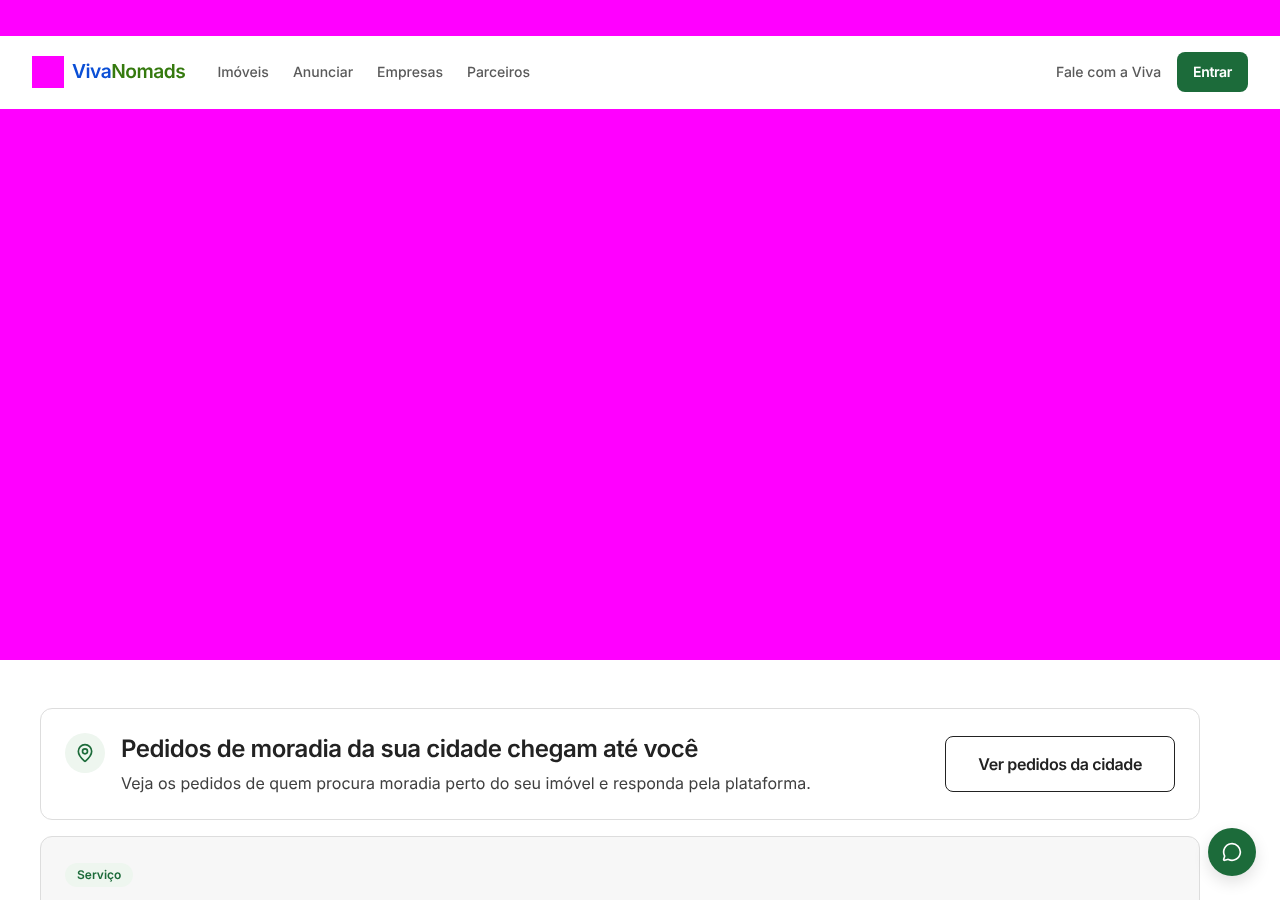 VivaNomads
Imóveis
Anunciar
Empresas
Parceiros
Fale com a Viva
Entrar
Pedidos de moradia da sua cidade chegam até você
Veja os pedidos de quem procura moradia perto do seu imóvel e responda pela plataforma.
Ver pedidos da cidade
Serviço